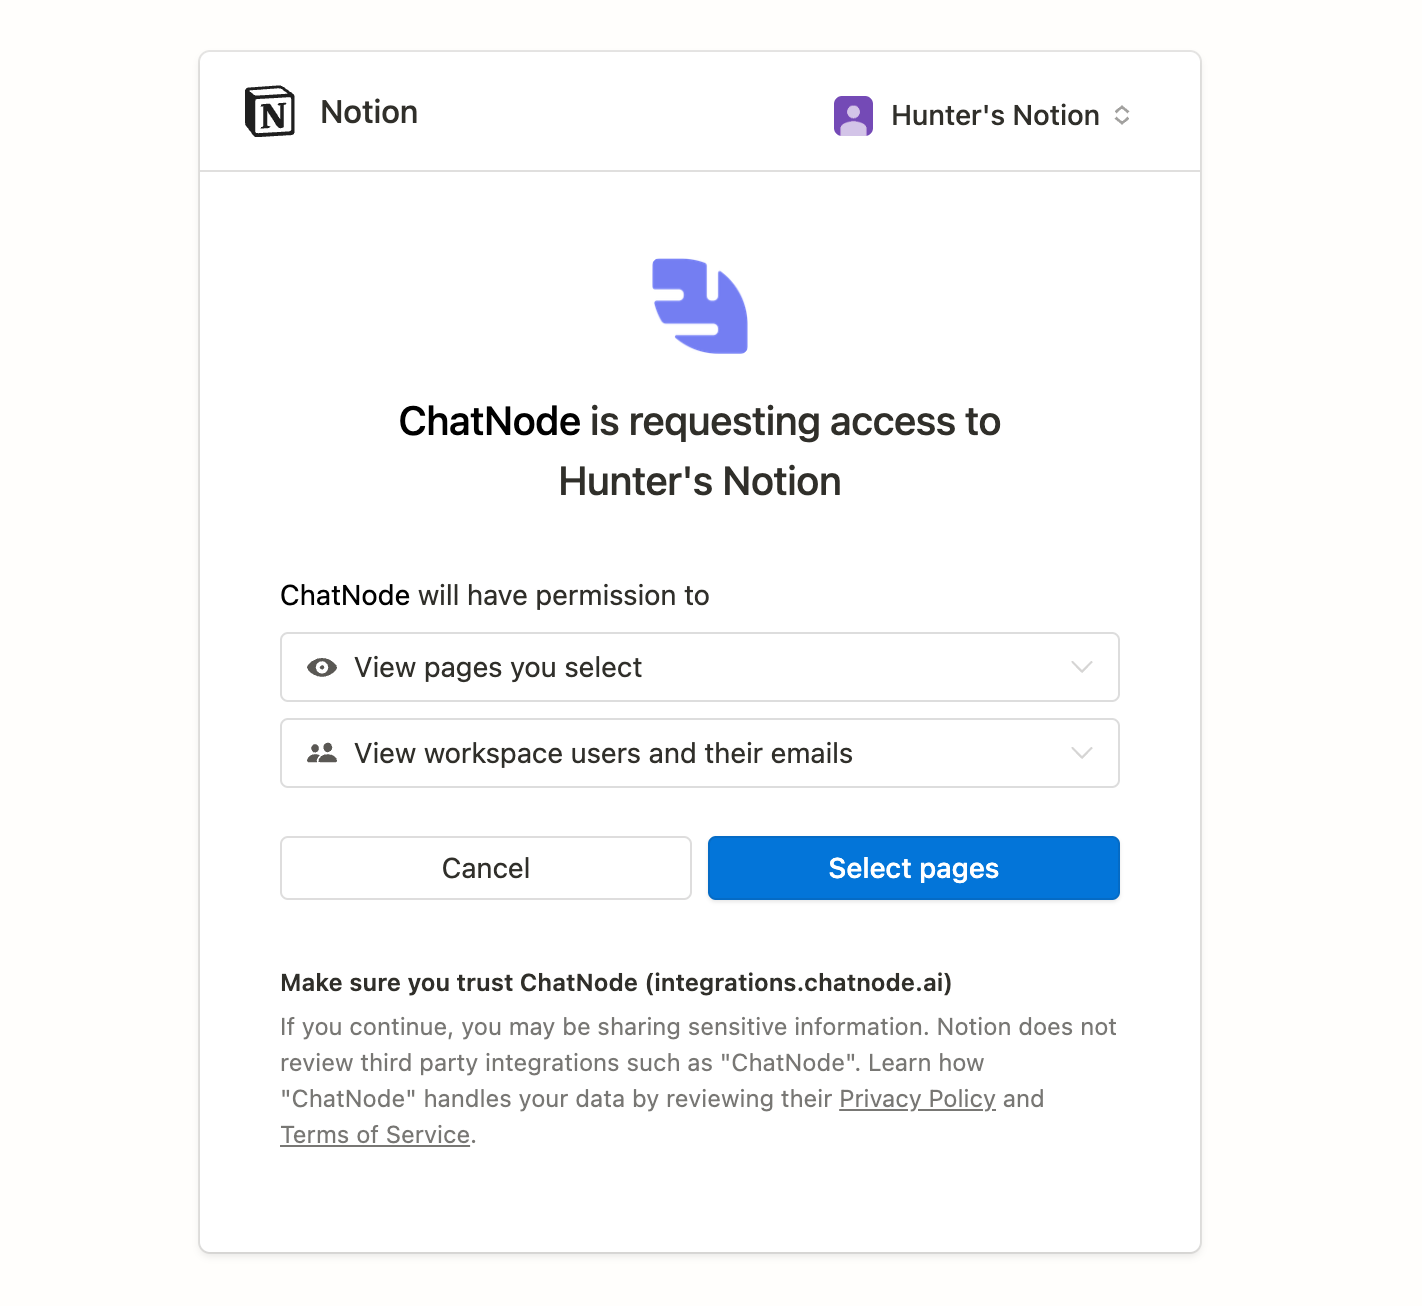 Notion
Hunter's Notion
ChatNode is requesting access to
Hunter's Notion
ChatNode will have permission to
View pages you select
View workspace users and their emails
Cancel
Select pages
Make sure you trust ChatNode (integrations.chatnode.ai)
If you continue, you may be sharing sensitive information. Notion does not
review third party integrations such as "ChatNode". Learn how
"ChatNode" handles your data by reviewing their Privacy Policy and
Terms of Service.